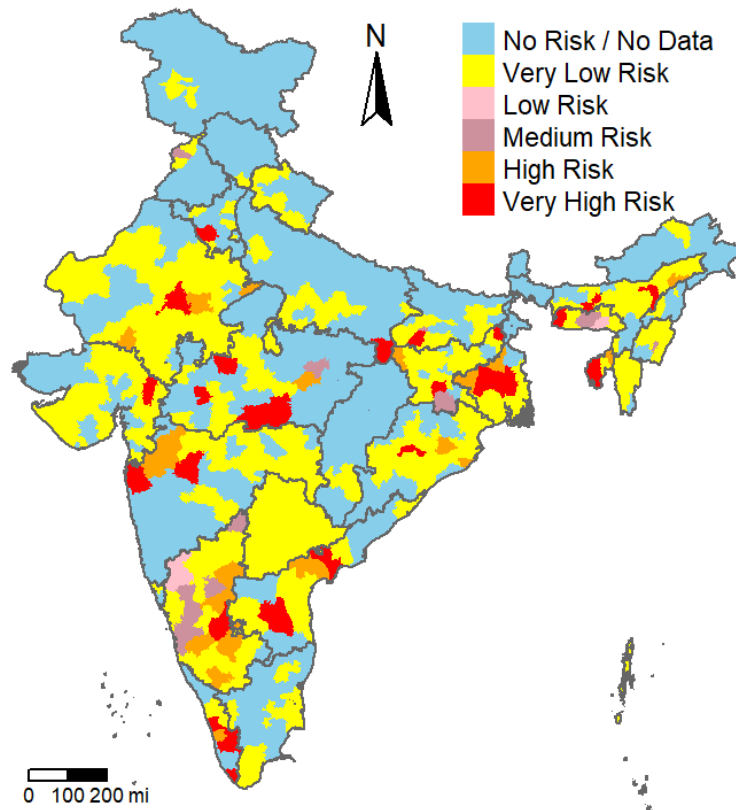 N
No Risk / No Data
Very Low Risk
Low Risk
Medium Risk
High Risk
Very High Risk
0 100 200 mi